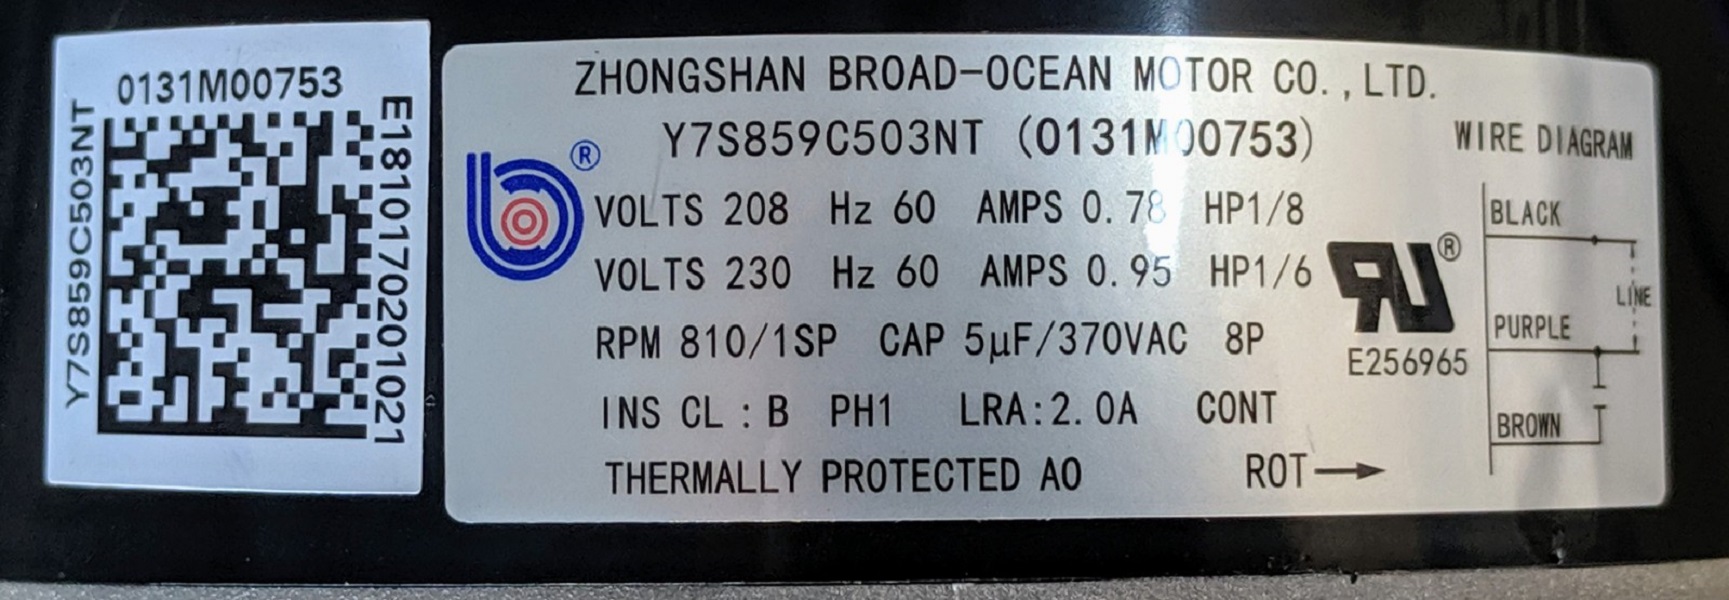 0131M00753
Y7S859C503NT
E1810170201021
ZHONGSHAN BROAD-OCEAN MOTOR CO.,LTD.
Y7S859C503NT (0131M00753)
VOLTS 208 Hz 60 AMPS 0.78 HP1/8
VOLTS 230 Hz 60 AMPS 0.95 HP1/6
RPM 810/1SP CAP 5μF/370VAC 8P
INS CL : B PH1 LRA:2.0A CONT
THERMALLY PROTECTED AO ROT→
®
®
E256965
WIRE DIAGRAM
BLACK
LINE
PURPLE
BROWN